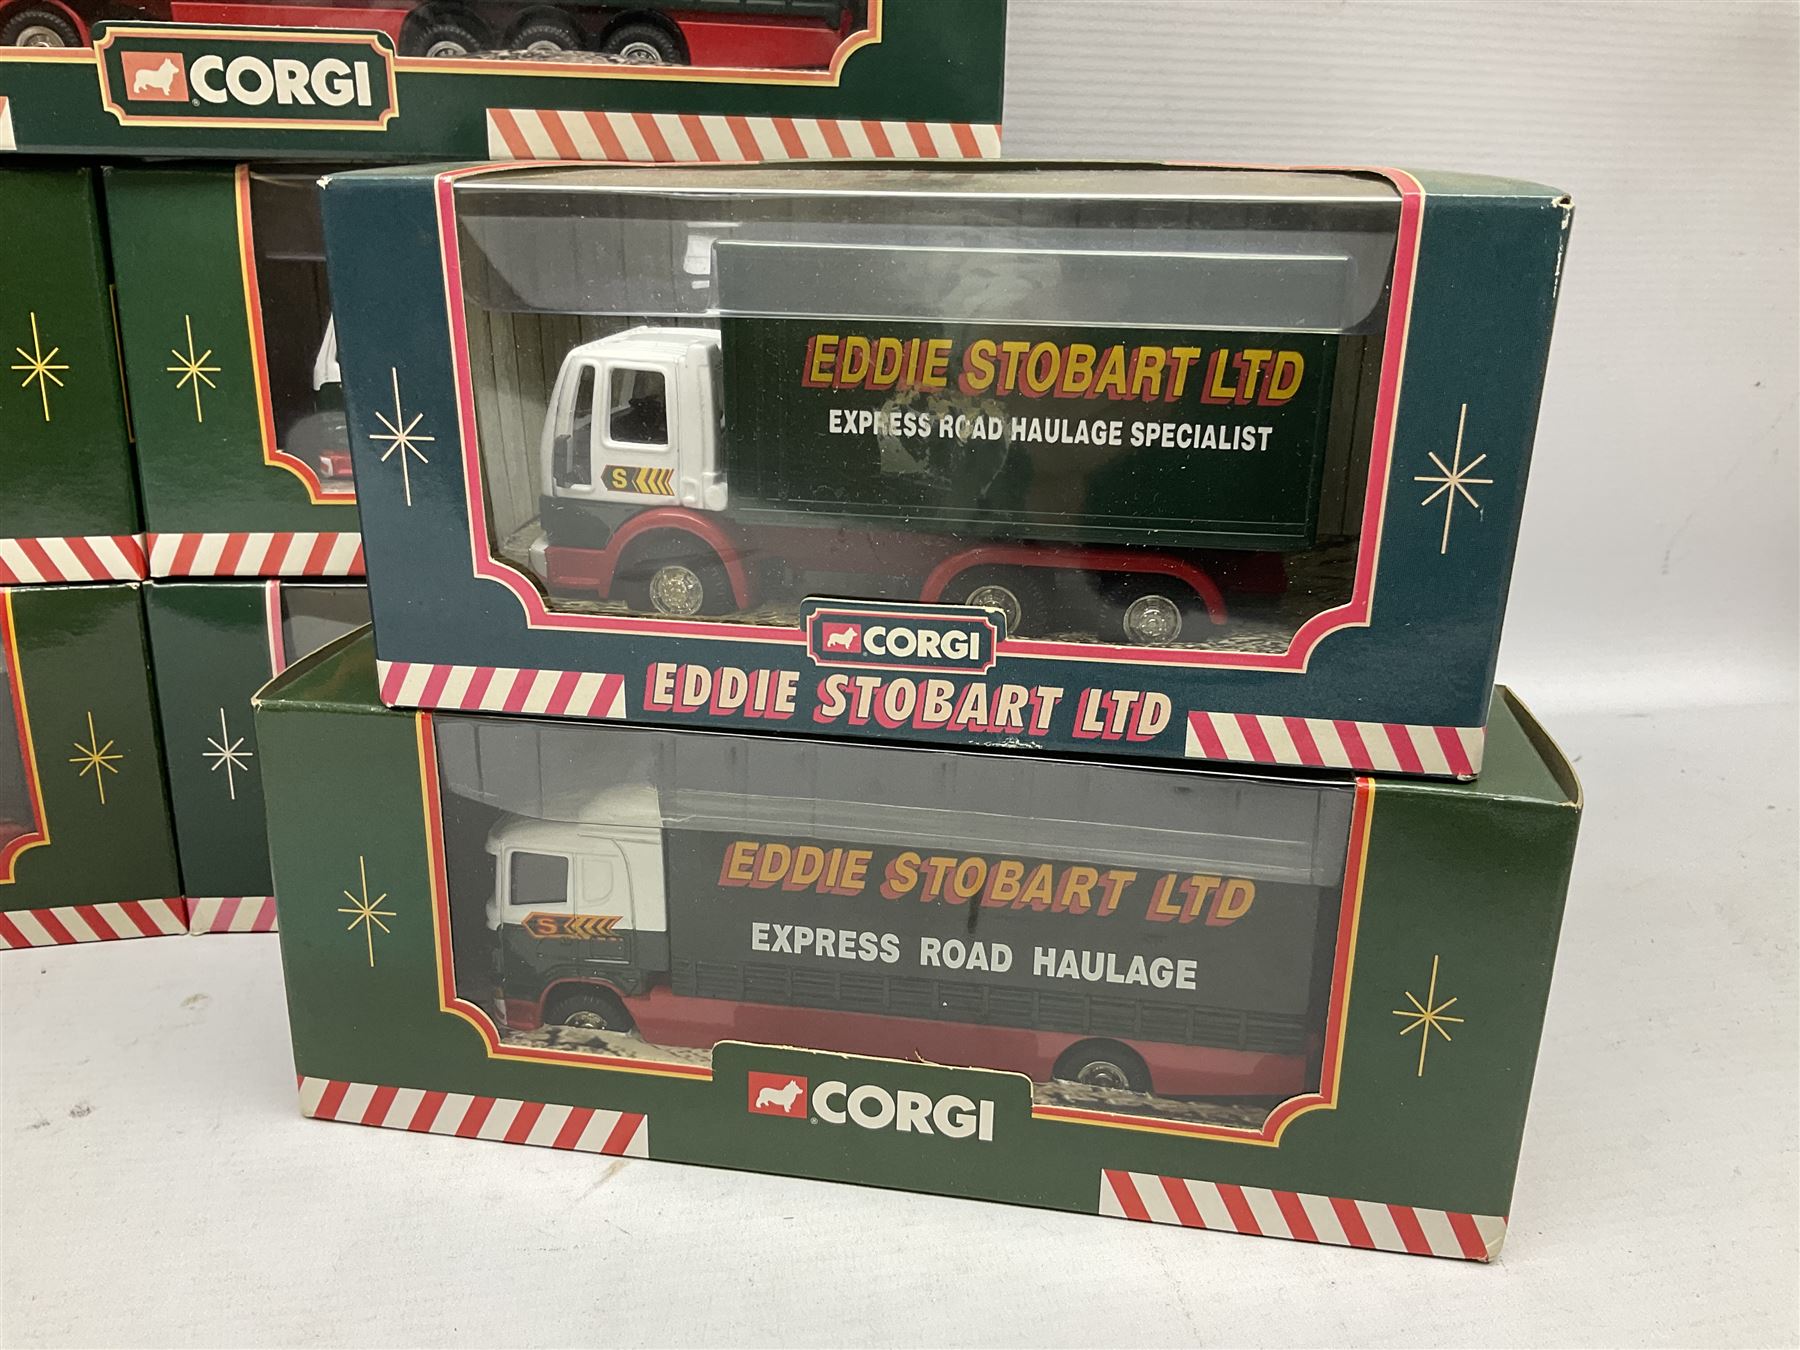 CORGI
EDDIE STOBART LTD
EXPRESS ROAD HAULAGE SPECIALIST
S
CORGI
EDDIE STOBART LTD
EDDIE STOBART LTD
EXPRESS ROAD HAULAGE
S
CORGI